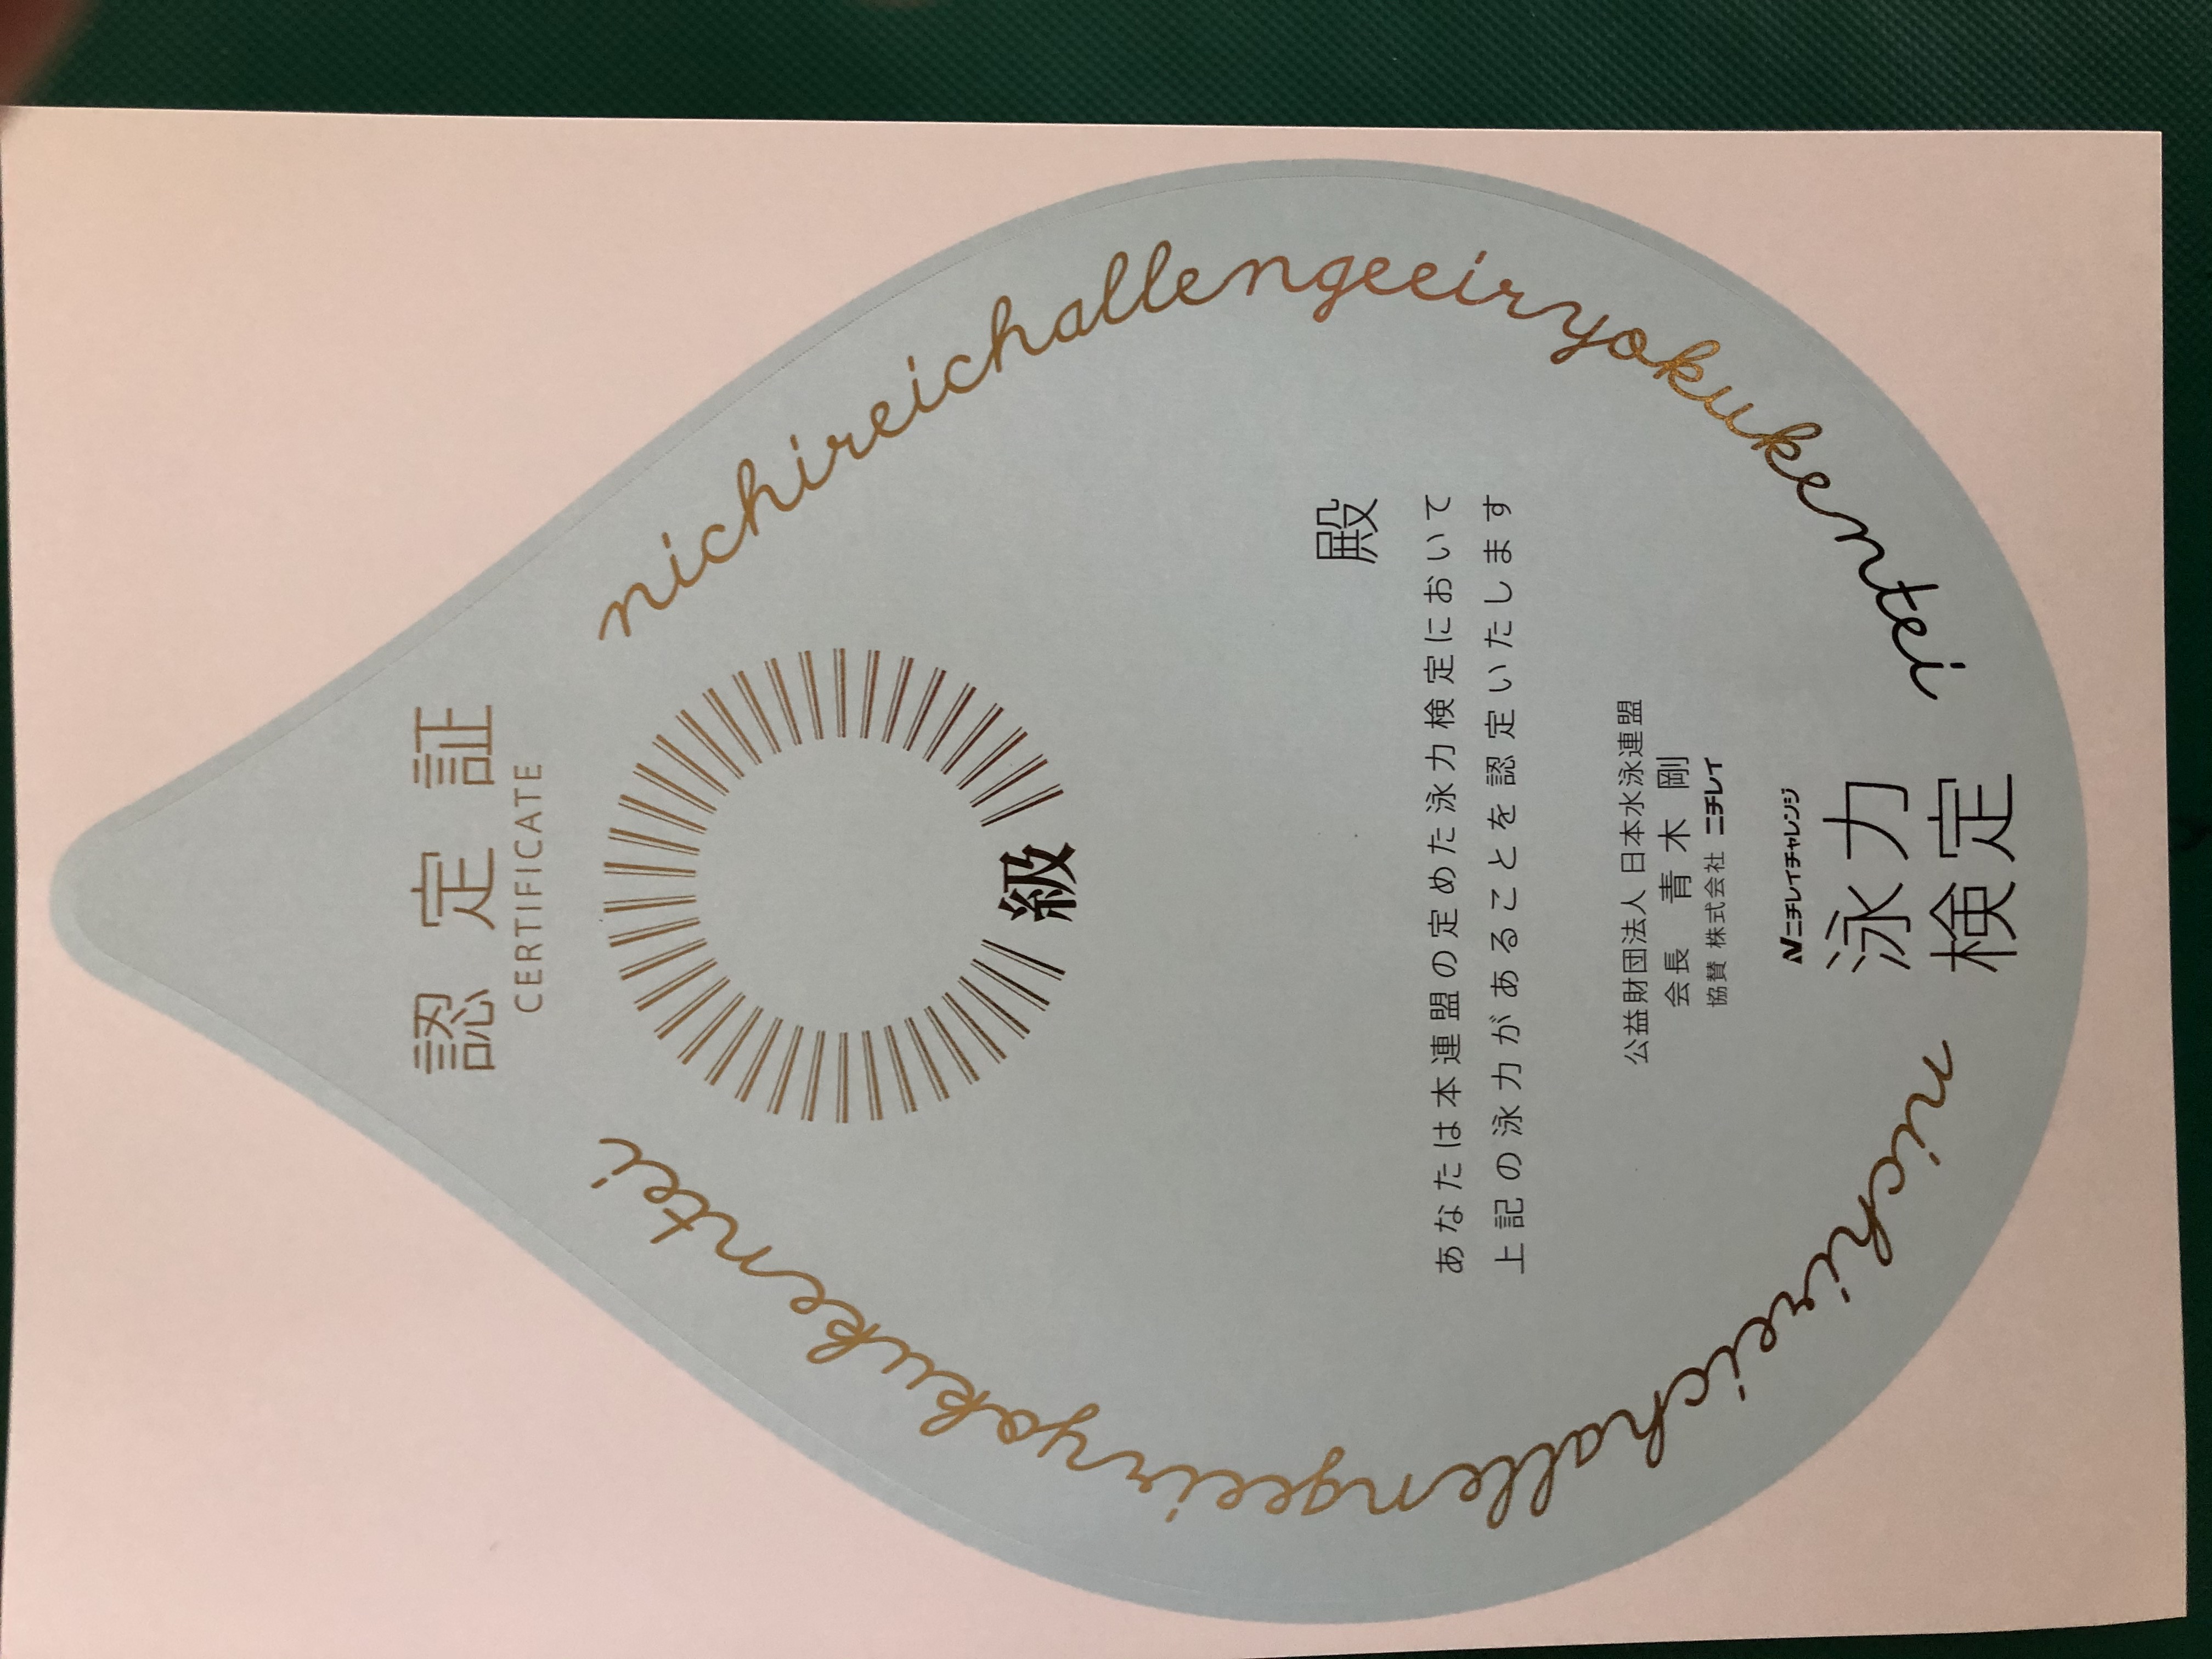 認定証
CERTIFICATE
級
殿
あなたは本連盟の定めた泳力検定において
上記の泳力があることを認定いたします
公益財団法人 日本水泳連盟
会長 青木 剛
協賛 株式会社 ニチレイ
ニチレイチャレンジ
泳力
検定
nichireichallengeeiryokukentei
nichireichallengeeiryokukentei